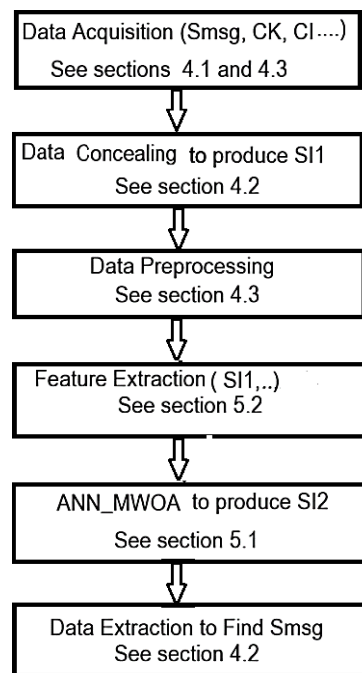 Data Acquisition (Smsg, CK, CI....)
See sections 4.1 and 4.3
Data Concealing to produce SI1
See section 4.2
Data Preprocessing
See section 4.3
Feature Extraction ( SI1,..)
See section 5.2
ANN_MWOA to produce SI2
See section 5.1
Data Extraction to Find Smsg
See section 4.2